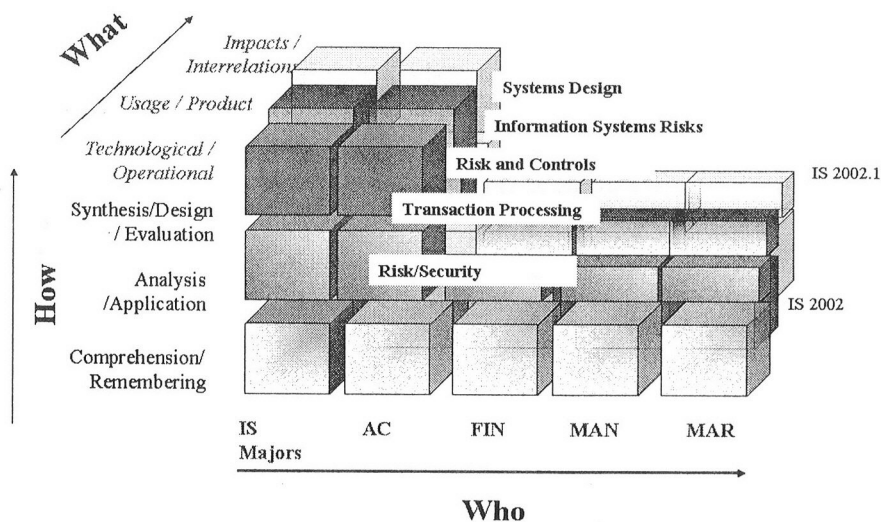 What
Impacts /
Interrelations
Systems Design
Usage / Product
Information Systems Risks
Technological /
Operational
Risk and Controls
IS 2002.1
Synthesis/Design
/ Evaluation
Transaction Processing
Risk/Security
Analysis
/Application
IS 2002
How
Comprehension/
Remembering
IS
Majors
AC
FIN
MAN
MAR
Who